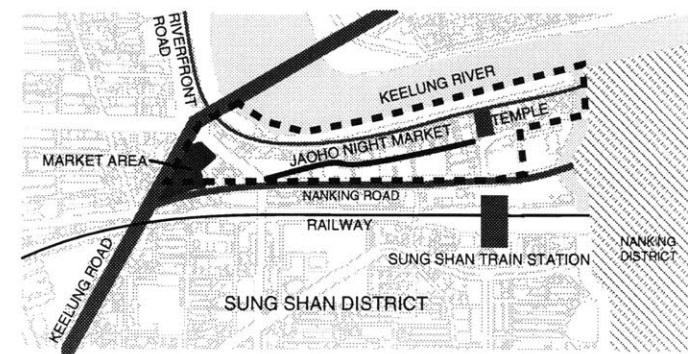 RIVERFRONT
ROAD
KEELUNG RIVER
TEMPLE
JAOHO NIGHT MARKET
MARKET AREA
NANKING ROAD
RAILWAY
NANKING
DISTRICT
SUNG SHAN TRAIN STATION
KEELUNG ROAD
SUNG SHAN DISTRICT